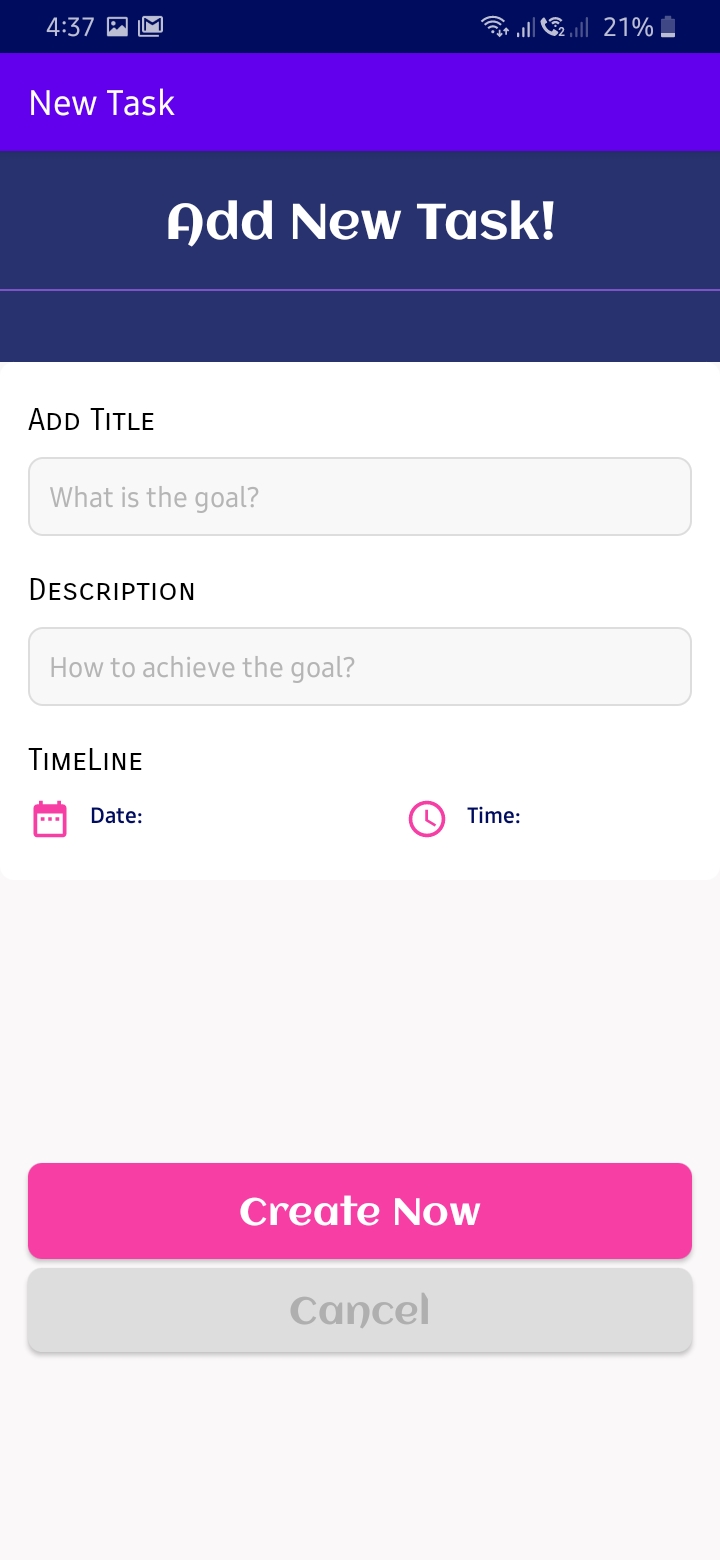 4:37 21%
New Task
Add New Task!
Add Title
What is the goal?
Description
How to achieve the goal?
TimeLine
Date: Time:
Create Now
Cancel